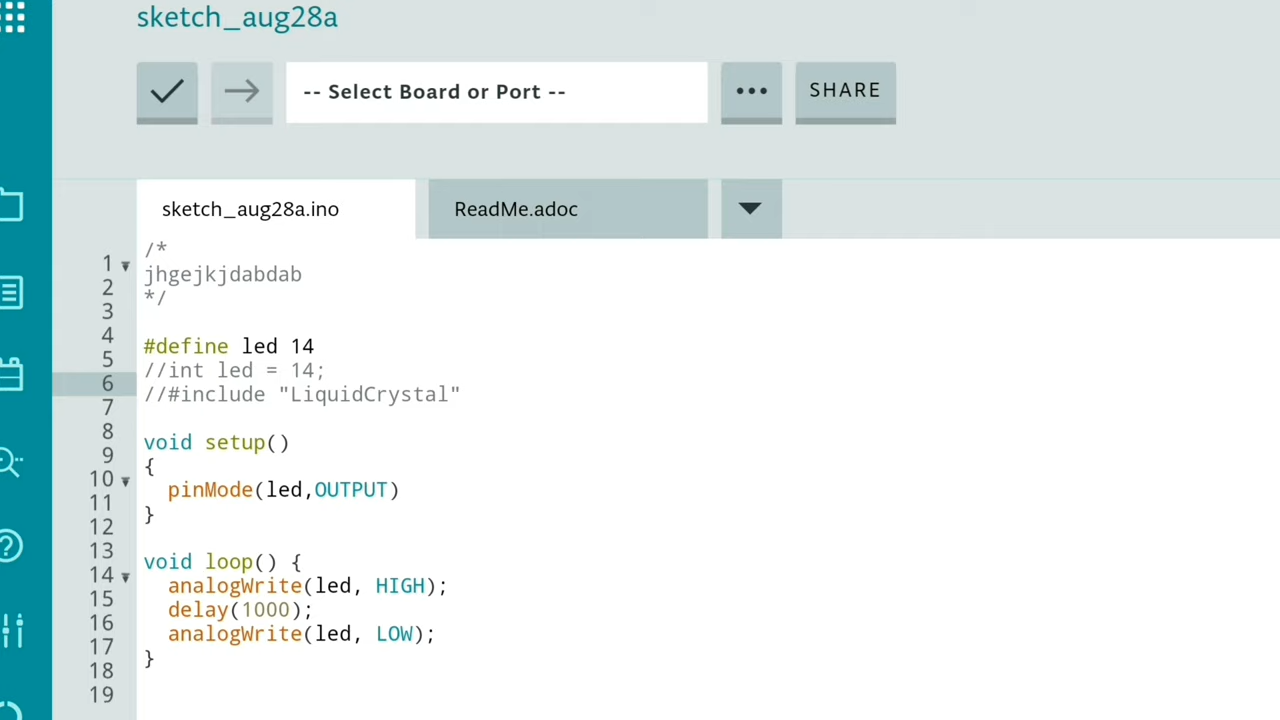 sketch_aug28a
-- Select Board or Port --
SHARE
sketch_aug28a.ino
ReadMe.adoc
1
2
3
4
5
6
7
8
9
10
11
12
13
14
15
16
17
18
19
/*
jhgejkjdabdab
*/

#define led 14
//int led = 14;
//#include "LiquidCrystal"

void setup()
{
  pinMode(led,OUTPUT)
}

void loop() {
  analogWrite(led, HIGH);
  delay(1000);
  analogWrite(led, LOW);
}